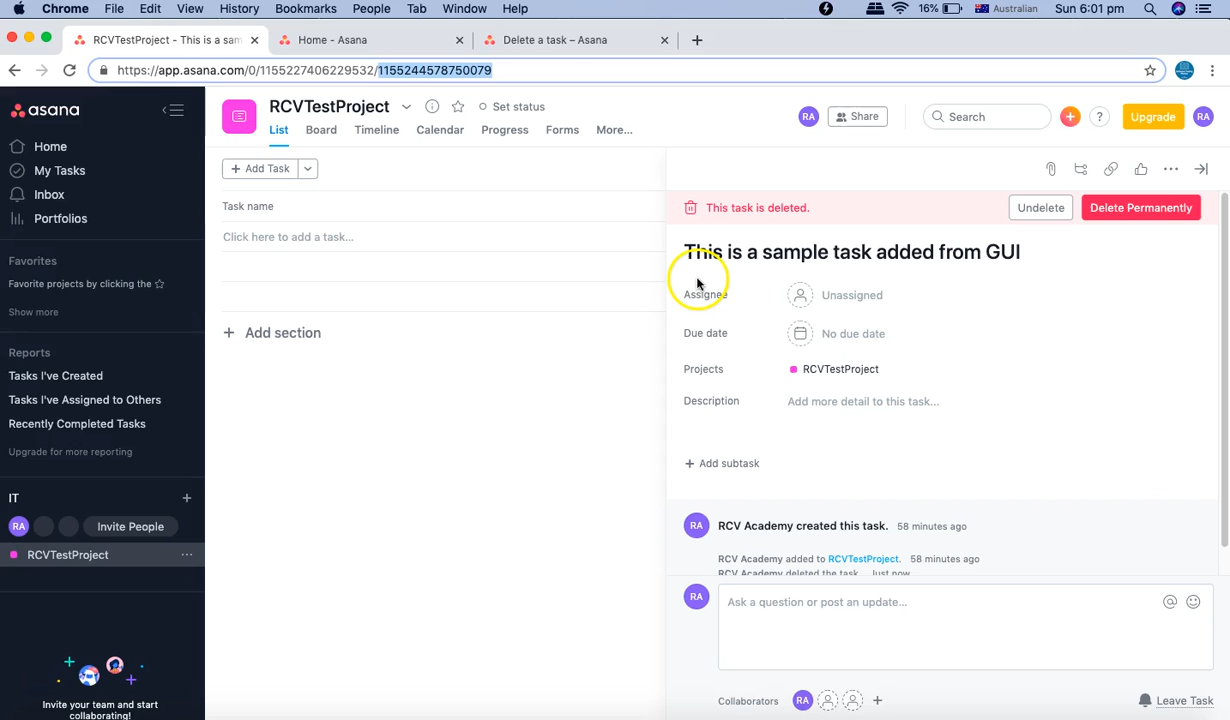 Chrome File Edit View History Bookmarks People Tab Window Help 16% Australian Sun 6:01 pm
RCVTestProject - This is a sam Home - Asana Delete a task – Asana
https://app.asana.com/0/1155227406229532/1155244578750079
asana
Home
My Tasks
Inbox
Portfolios
Favorites
Favorite projects by clicking the
Show more
Reports
Tasks I've Created
Tasks I've Assigned to Others
Recently Completed Tasks
Upgrade for more reporting
IT
RA Invite People
RCVTestProject
Invite your team and start
collaborating!
RCVTestProject Set status
List Board Timeline Calendar Progress Forms More...
RA Share Search ? Upgrade RA
+ Add Task
Task name
Click here to add a task...
+ Add section
This task is deleted. Undelete Delete Permanently
This is a sample task added from GUI
Assignee Unassigned
Due date No due date
Projects RCVTestProject
Description Add more detail to this task...
+ Add subtask
RA RCV Academy created this task. 58 minutes ago
RCV Academy added to RCVTestProject. 58 minutes ago
RCV Academy deleted the task. Just now
RA Ask a question or post an update...
Collaborators RA + Leave Task